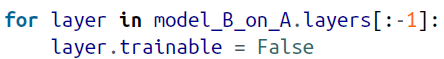 for layer in model_B_on_A.layers[:-1]:
    layer.trainable = False